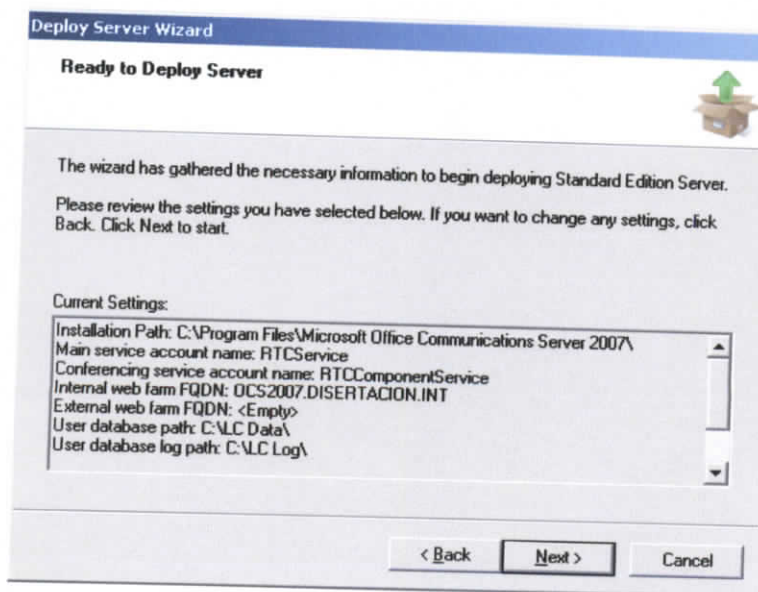 Deploy Server Wizard
Ready to Deploy Server
The wizard has gathered the necessary information to begin deploying Standard Edition Server.
Please review the settings you have selected below. If you want to change any settings, click
Back. Click Next to start.
Current Settings:
Installation Path: C:\Program Files\Microsoft Office Communications Server 2007\
Main service account name: RTCService
Conferencing service account name: RTCComponentService
Internal web farm FQDN: OCS2007.DISERTACION.INT
External web farm FQDN: <Empty>
User database path: C:\LC Data\
User database log path: C:\LC Log\
< Back Next > Cancel